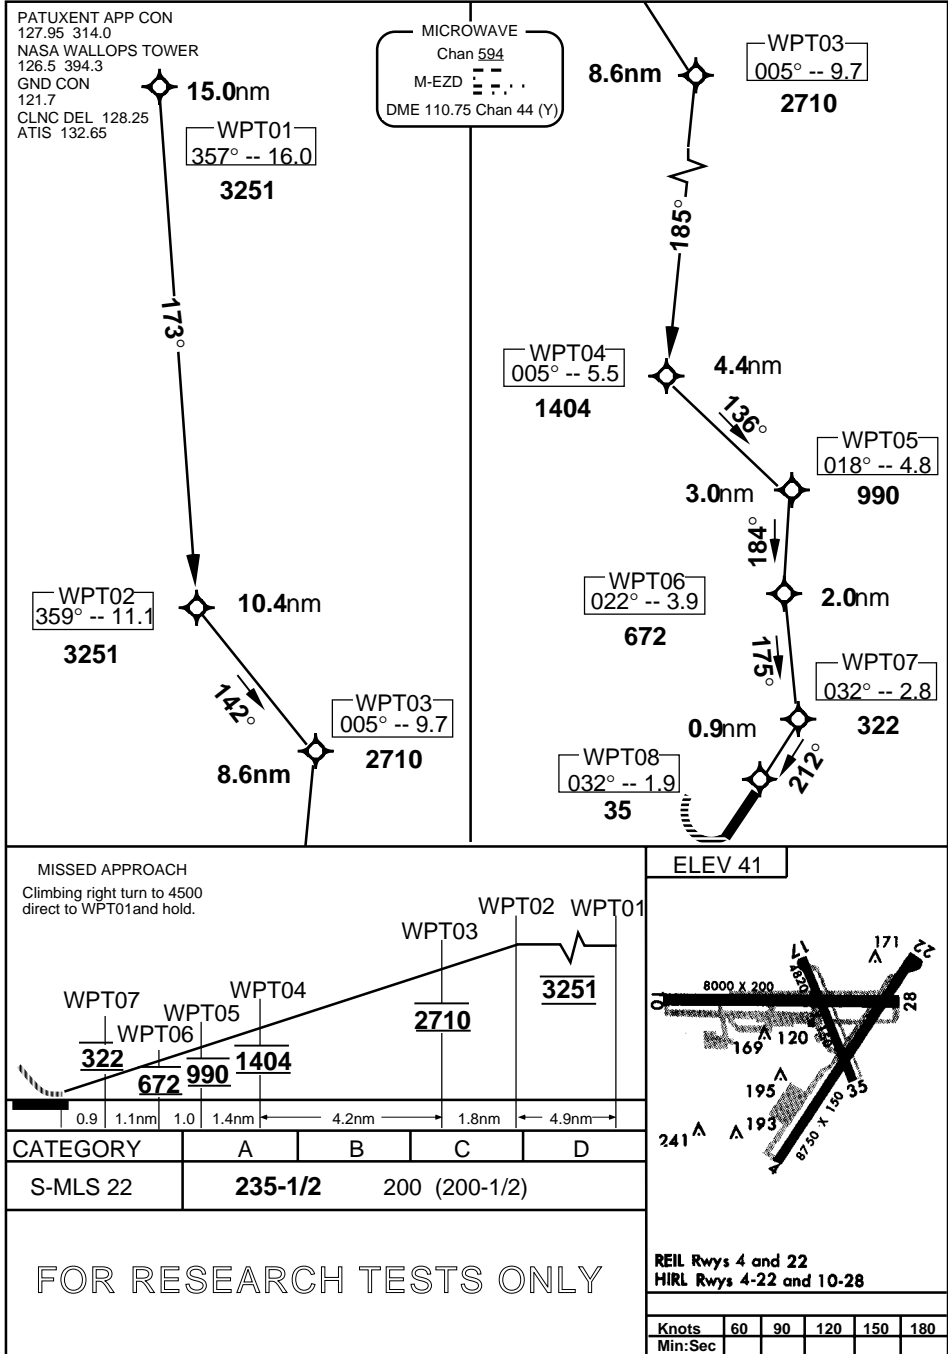 PATUXENT APP CON
127.95 314.0
NASA WALLOPS TOWER
126.5 394.3
GND CON
121.7
CLNC DEL 128.25
ATIS 132.65
15.0nm
WPT01
357° -- 16.0
3251
173°
WPT02
359° -- 11.1
3251
10.4nm
142°
WPT03
005° -- 9.7
2710
8.6nm
MICROWAVE
Chan 594
M-EZD
DME 110.75 Chan 44 (Y)
8.6nm
WPT03
005° -- 9.7
2710
185°
WPT04
005° -- 5.5
1404
4.4nm
136°
WPT05
018° -- 4.8
990
3.0nm
184°
WPT06
022° -- 3.9
672
2.0nm
175°
WPT07
032° -- 2.8
322
0.9nm
212°
WPT08
032° -- 1.9
35
MISSED APPROACH
Climbing right turn to 4500
direct to WPT01and hold.
WPT07
WPT06
WPT05
WPT04
WPT03
WPT02
WPT01
322
672
990
1404
2710
3251
0.9 1.1nm 1.0 1.4nm 4.2nm 1.8nm 4.9nm
CATEGORY A B C D
S-MLS 22 235-1/2 200 (200-1/2)
FOR RESEARCH TESTS ONLY
ELEV 41
17
171
22
8000 X 200
4820 X 150
10
28
169
120
195
35
193
241
8750 X 150
4
REIL Rwys 4 and 22
HIRL Rwys 4-22 and 10-28
Knots 60 90 120 150 180
Min:Sec